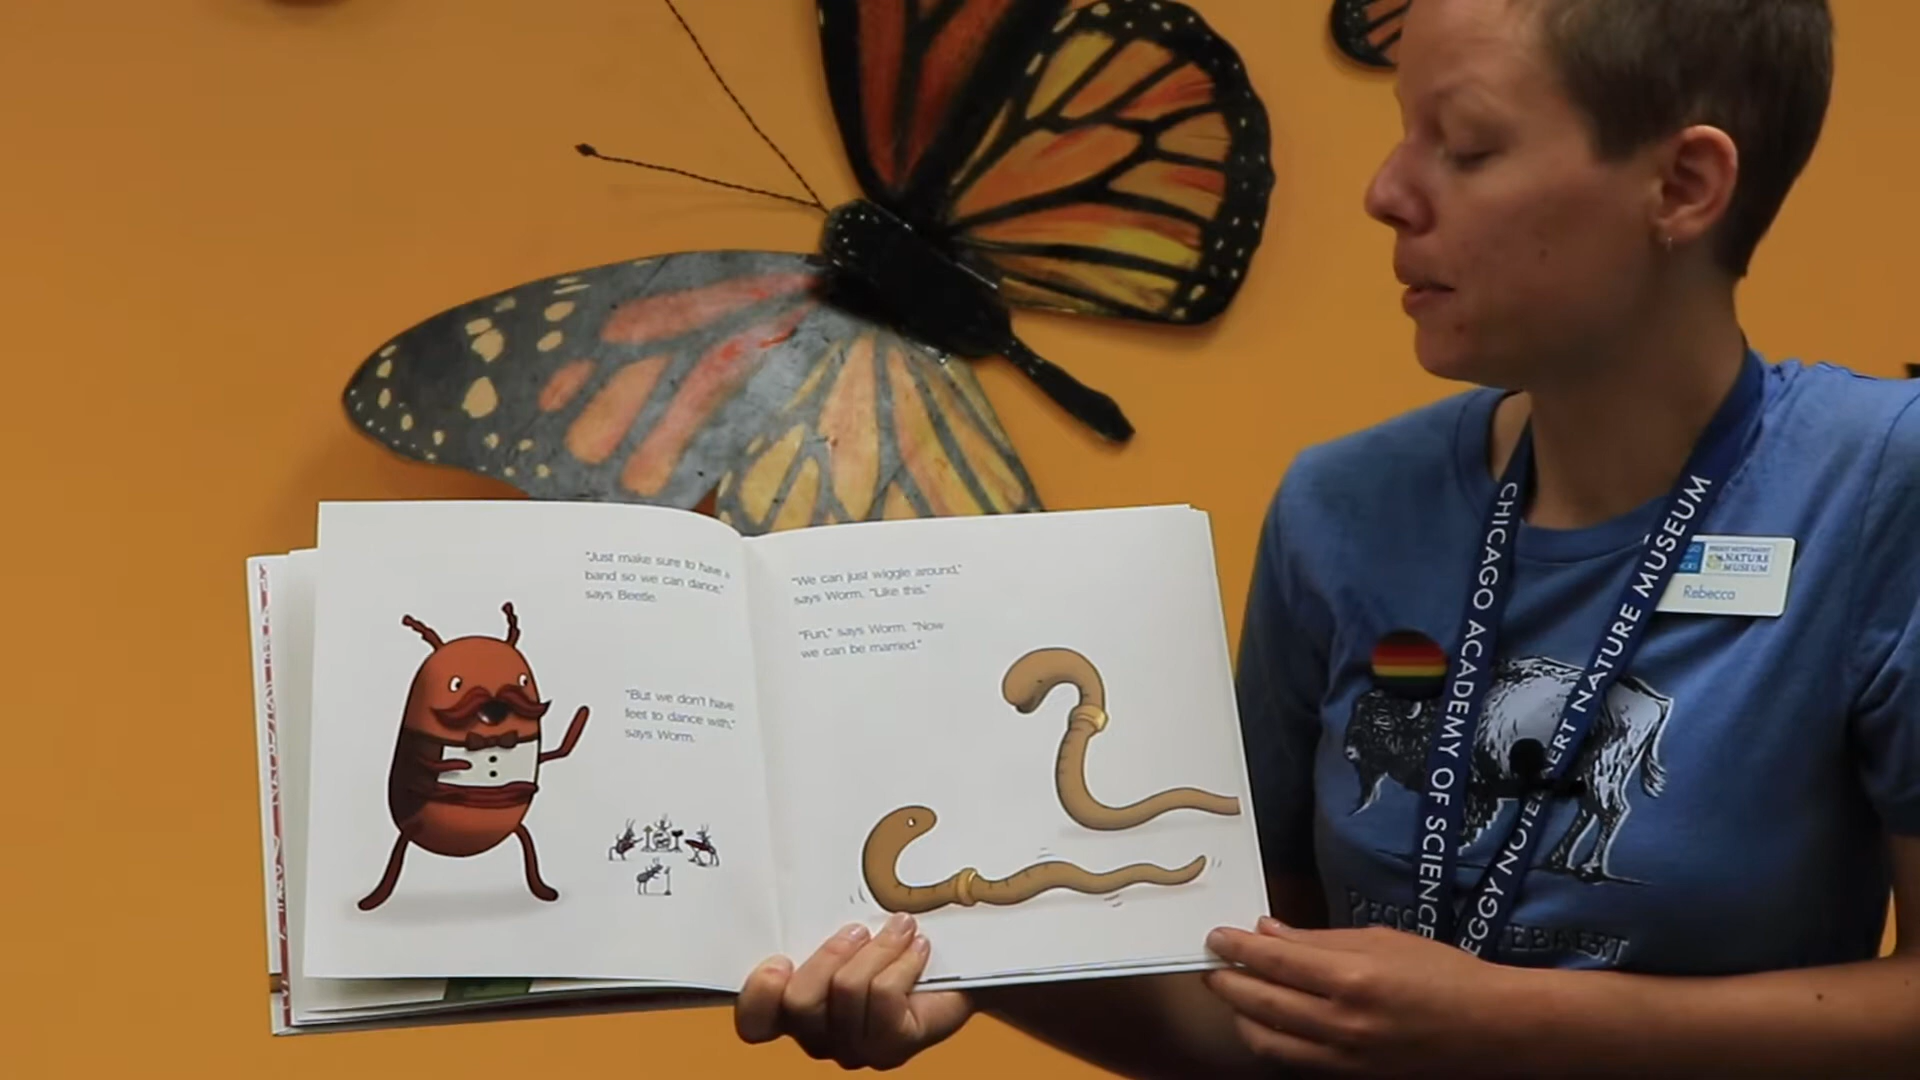 "Just make sure to have a
band so we can dance,"
says Beetle.
"But we don't have
feet to dance with,"
says Worm.
"We can just wiggle around,"
says Worm. "Like this."
"Fun," says Worm. "Now
we can be married."
CHICAGO ACADEMY OF SCIENCE
EGGY NOTEBAERT NATURE MUSEUM
NATURE
MUSEUM
Rebecca